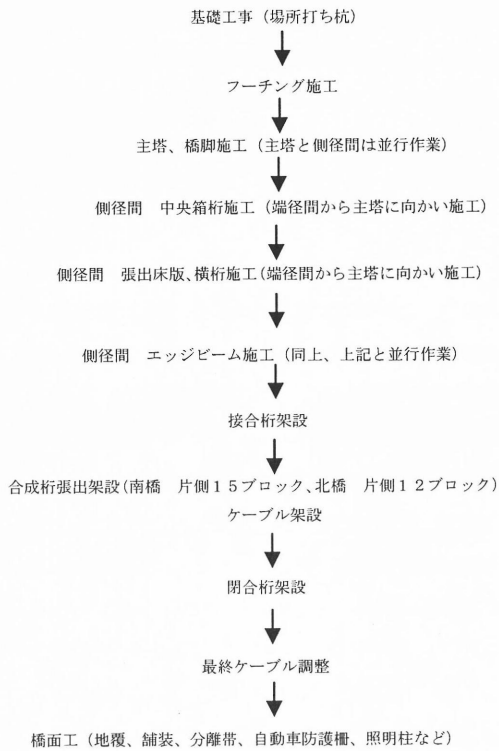 基礎工事（場所打ち杭）
フーチング施工
主塔、橋脚施工（主塔と側径間は並行作業）
側径間　中央箱桁施工（端径間から主塔に向かい施工）
側径間　張出床版、横桁施工（端径間から主塔に向かい施工）
側径間　エッジビーム施工（同上、上記と並行作業）
接合桁架設
合成桁張出架設（南橋　片側１５ブロック、北橋　片側１２ブロック）
ケーブル架設
閉合桁架設
最終ケーブル調整
橋面工（地覆、舗装、分離帯、自動車防護柵、照明柱など）